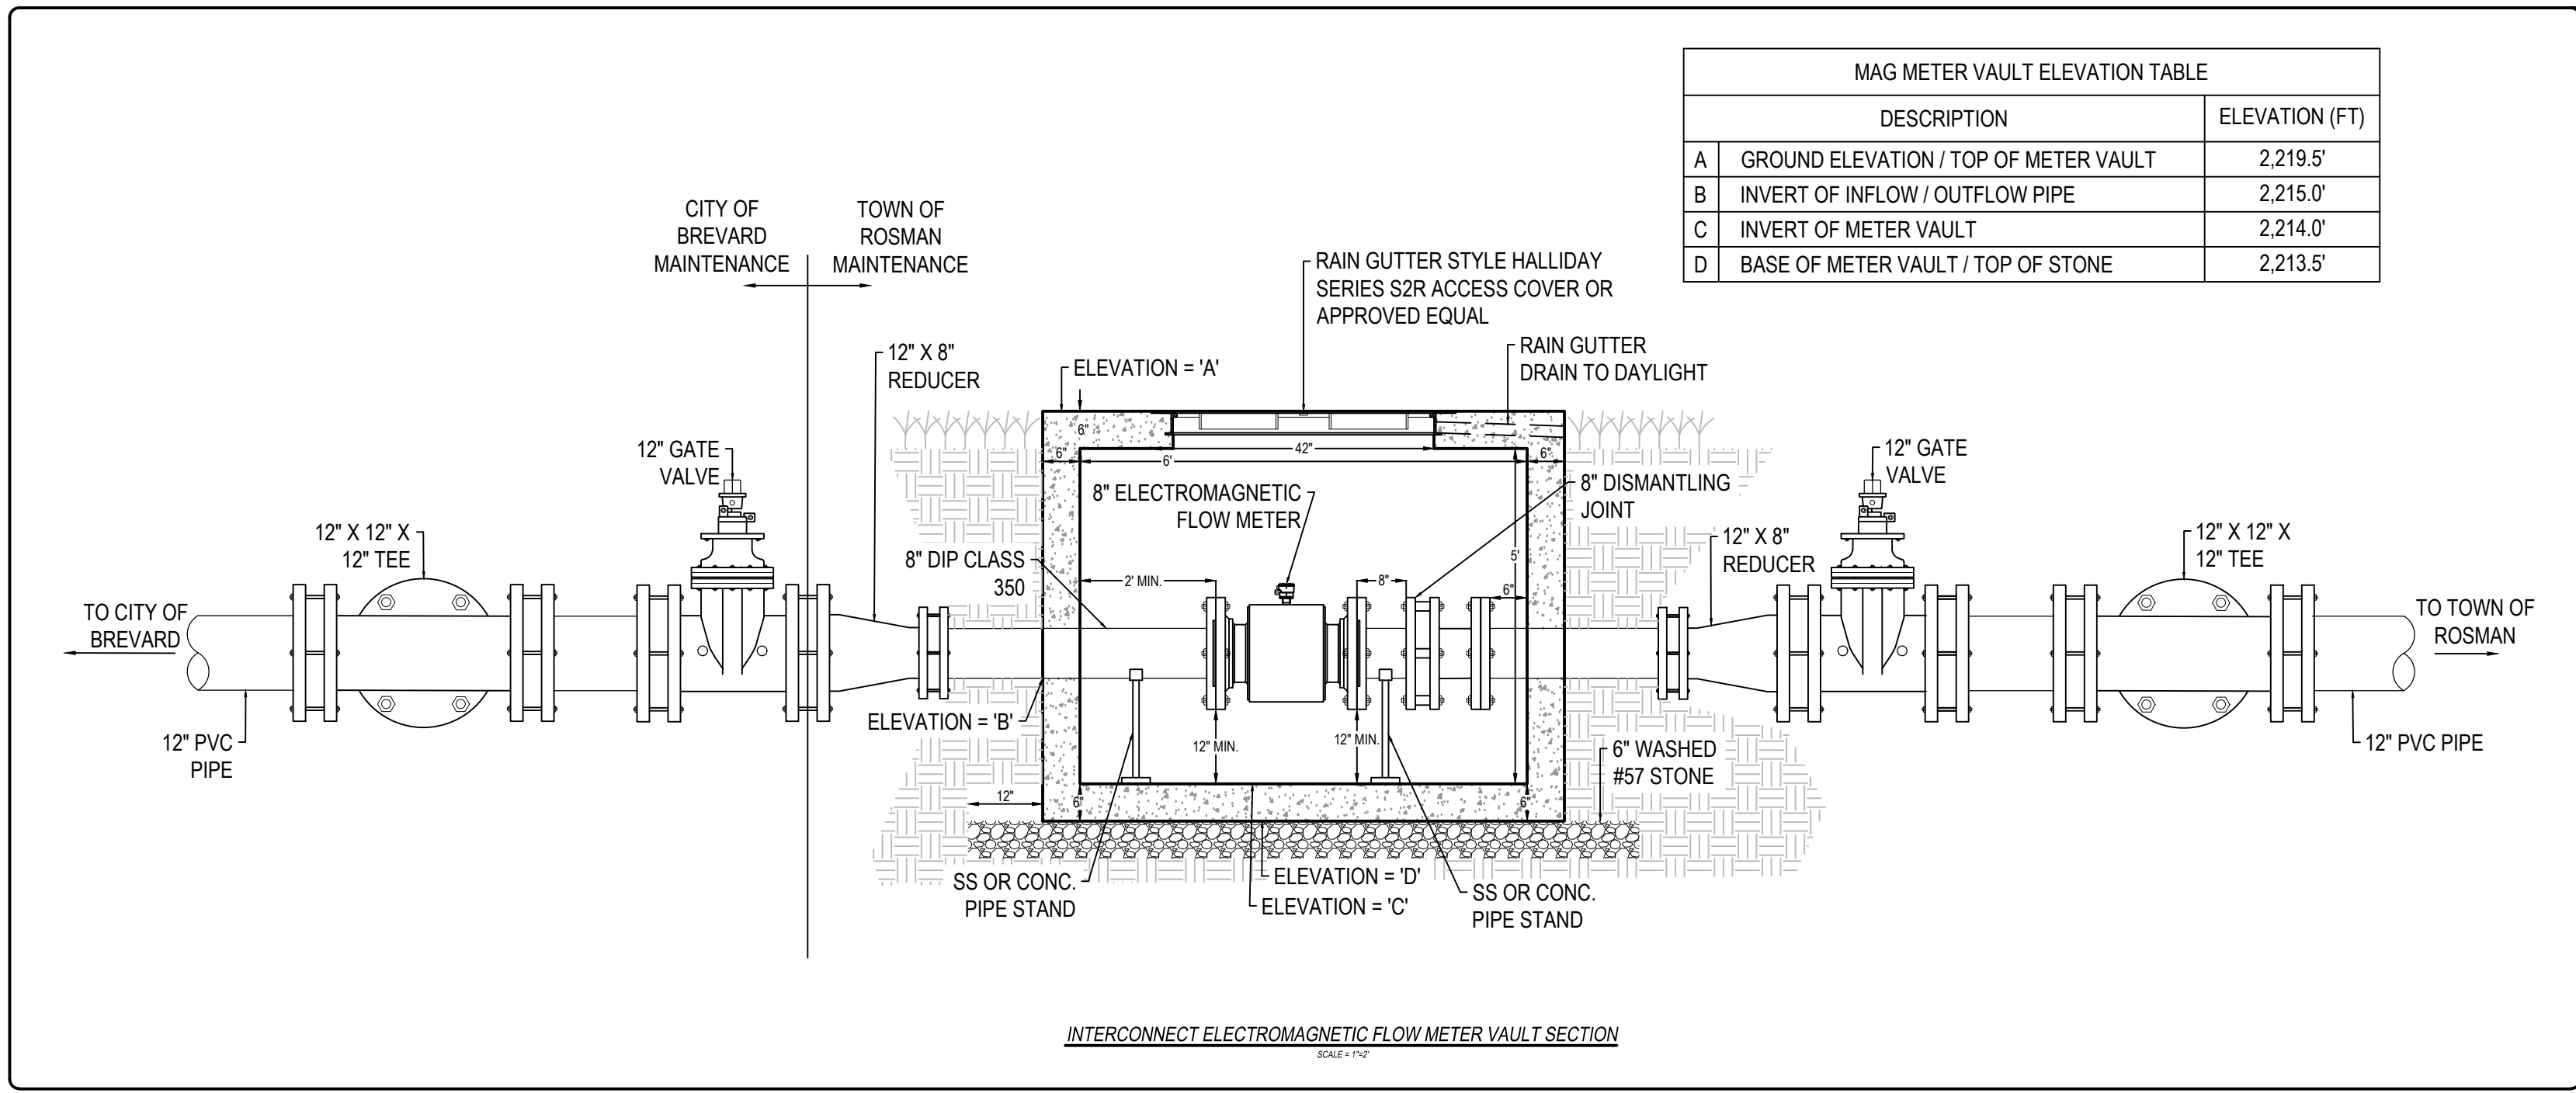 MAG METER VAULT ELEVATION TABLE
DESCRIPTION ELEVATION (FT)
A GROUND ELEVATION / TOP OF METER VAULT 2,219.5'
B INVERT OF INFLOW / OUTFLOW PIPE 2,215.0'
C INVERT OF METER VAULT 2,214.0'
D BASE OF METER VAULT / TOP OF STONE 2,213.5'
CITY OF
BREVARD
MAINTENANCE
TOWN OF
ROSMAN
MAINTENANCE
RAIN GUTTER STYLE HALLIDAY
SERIES S2R ACCESS COVER OR
APPROVED EQUAL
12" X 8"
REDUCER
ELEVATION = 'A'
RAIN GUTTER
DRAIN TO DAYLIGHT
12" GATE
VALVE
6"
6"
6'
42"
6"
12" GATE
VALVE
8" ELECTROMAGNETIC
FLOW METER
8" DISMANTLING
JOINT
12" X 12" X
12" TEE
8" DIP CLASS
350
2' MIN.
8"
5'
6"
12" X 8"
REDUCER
12" X 12" X
12" TEE
TO CITY OF
BREVARD
TO TOWN OF
ROSMAN
ELEVATION = 'B'
12" PVC
PIPE
12" MIN.
12" MIN.
6" WASHED
#57 STONE
12" PVC PIPE
12"
6"
6"
SS OR CONC.
PIPE STAND
ELEVATION = 'D'
ELEVATION = 'C'
SS OR CONC.
PIPE STAND
INTERCONNECT ELECTROMAGNETIC FLOW METER VAULT SECTION
SCALE = 1"=2'